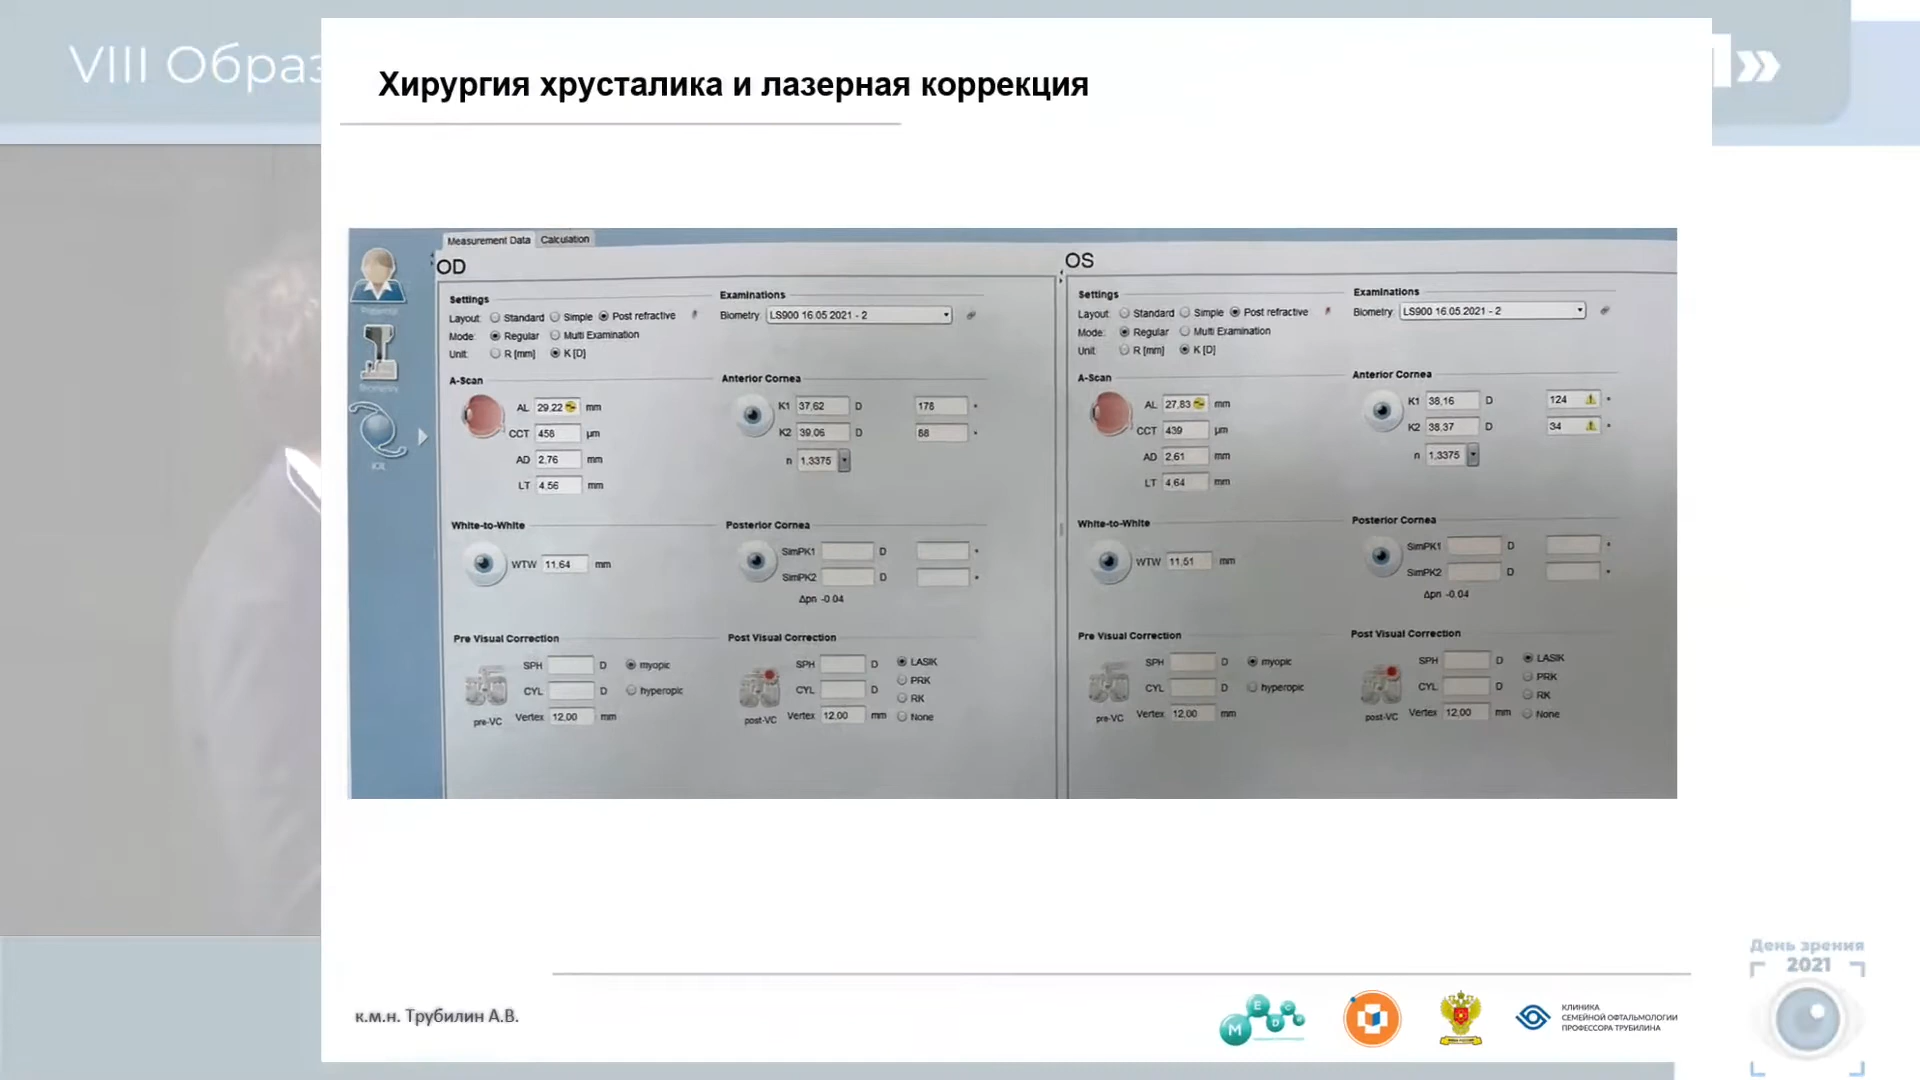 VIII Образ
Хирургия хрусталика и лазерная коррекция
Measurement Data Calculation
OD
Settings
Layout: Standard Simple Post refractive
Mode: Regular Multi Examination
Unit: R [mm] K [D]
Examinations
Biometry: LS900 16.05.2021 - 2
A-Scan
AL 29,22 mm
CCT 458 µm
AD 2,76 mm
LT 4,56 mm
Anterior Cornea
K1 37,62 D 178 °
K2 39,06 D 88 °
n 1,3375
White-to-White
WTW 11,64 mm
Posterior Cornea
SimPK1 D °
SimPK2 D °
Δpn -0.04
Pre Visual Correction
SPH D myopic
CYL D hyperopic
pre-VC Vertex 12,00 mm
Post Visual Correction
SPH D LASIK
CYL D PRK
RK
post-VC Vertex 12,00 mm None
OS
Settings
Layout: Standard Simple Post refractive
Mode: Regular Multi Examination
Unit: R [mm] K [D]
Examinations
Biometry: LS900 16.05.2021 - 2
A-Scan
AL 27,83 mm
CCT 439 µm
AD 2,61 mm
LT 4,64 mm
Anterior Cornea
K1 38,16 D 124 °
K2 38,37 D 34 °
n 1,3375
White-to-White
WTW 11,51 mm
Posterior Cornea
SimPK1 D °
SimPK2 D °
Δpn -0.04
Pre Visual Correction
SPH D myopic
CYL D hyperopic
pre-VC Vertex 12,00 mm
Post Visual Correction
SPH D LASIK
CYL D PRK
RK
post-VC Vertex 12,00 mm None
IOL
к.м.н. Трубилин А.В.
M E D C
КЛИНИКА
СЕМЕЙНОЙ ОФТАЛЬМОЛОГИИ
ПРОФЕССОРА ТРУБИЛИНА
День зрения
2021